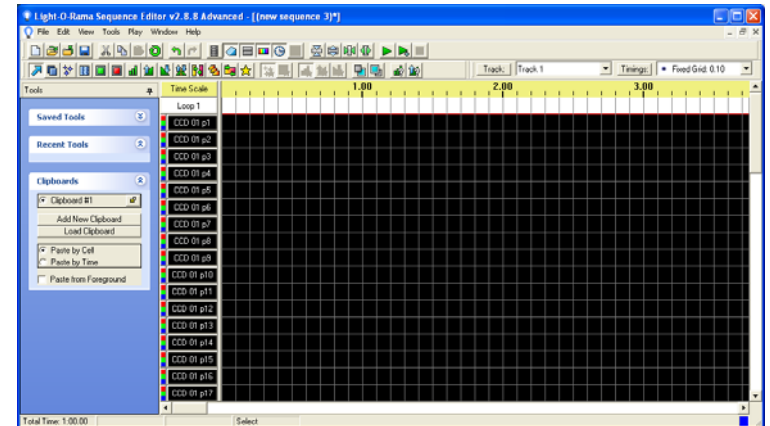 Light-O-Rama Sequence Editor v2.8.8 Advanced - [(new sequence 3)*]
File Edit View Tools Play Window Help
Track: Track 1 Timings: Fixed Grid: 0.10
Tools
Time Scale 1.00 2.00 3.00
Loop 1
Saved Tools
Recent Tools
Clipboards
Clipboard #1
Add New Clipboard
Load Clipboard
Paste by Cell
Paste by Time
Paste from Foreground
CCD 01 p1
CCD 01 p2
CCD 01 p3
CCD 01 p4
CCD 01 p5
CCD 01 p6
CCD 01 p7
CCD 01 p8
CCD 01 p9
CCD 01 p10
CCD 01 p11
CCD 01 p12
CCD 01 p13
CCD 01 p14
CCD 01 p15
CCD 01 p16
CCD 01 p17
Total Time: 1:00.00 Select